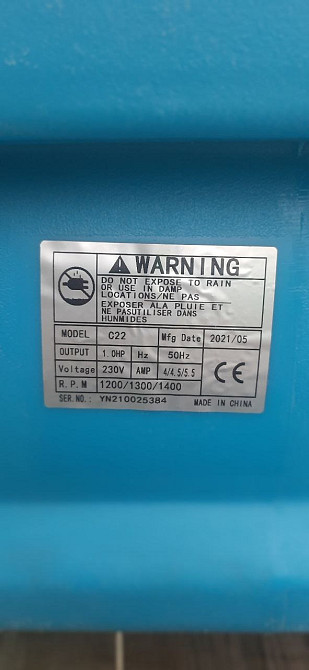 WARNING
DO NOT EXPOSE TO RAIN
OR USE IN DAMP
LOCATIONS/NE PAS
EXPOSER ALA PLUIE ET
NE PASUTILISER DANS
HUNMIDES
MODEL C22 Mfg Date 2021/05
OUTPUT 1.0HP Hz 50Hz
Voltage 230V AMP 4/4.5/5.5
R.P.M 1200/1300/1400
CE
SER.NO.: YN210025384 MADE IN CHINA